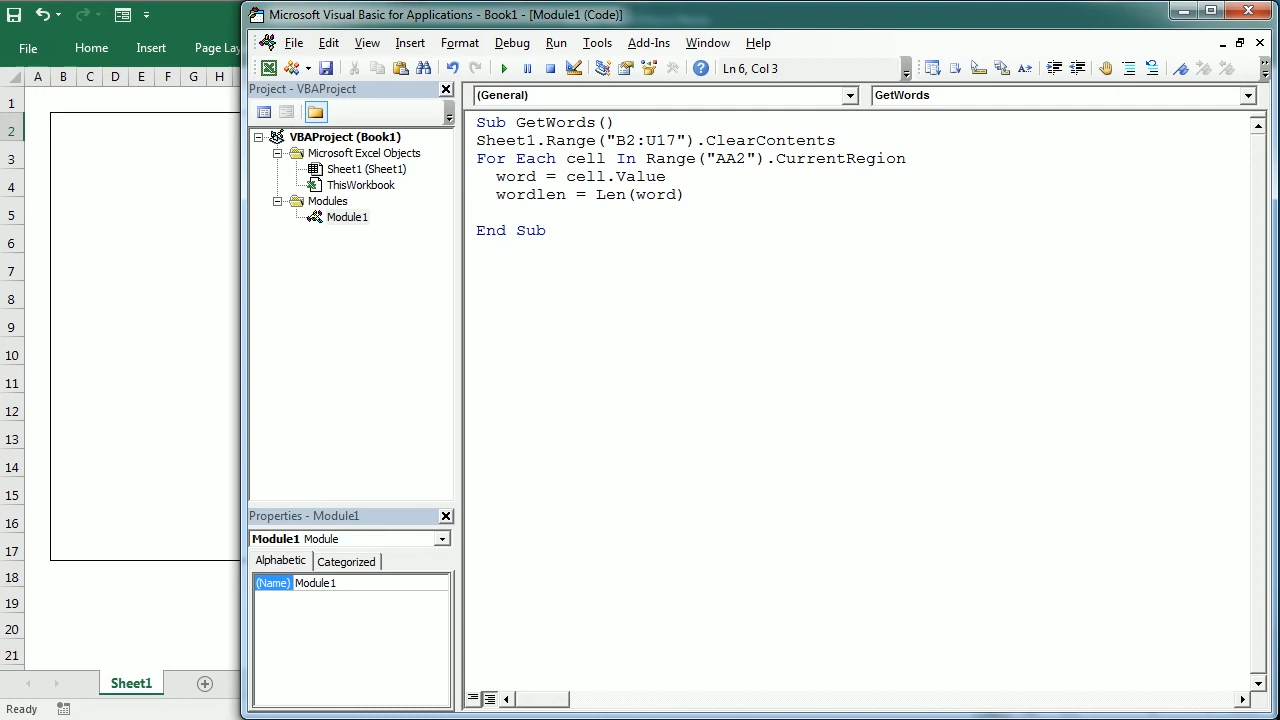 Microsoft Visual Basic for Applications - Book1 - [Module1 (Code)]
File Home Insert Page Lay
File Edit View Insert Format Debug Run Tools Add-Ins Window Help
Ln 6, Col 3
A B C D E F G H
1
2
3
4
5
6
7
8
9
10
11
12
13
14
15
16
17
18
19
20
21
Sheet1
Ready
Project - VBAProject
VBAProject (Book1)
Microsoft Excel Objects
Sheet1 (Sheet1)
ThisWorkbook
Modules
Module1
Properties - Module1
Module1 Module
Alphabetic Categorized
(Name) Module1
(General) GetWords
Sub GetWords()
Sheet1.Range("B2:U17").ClearContents
For Each cell In Range("AA2").CurrentRegion
word = cell.Value
wordlen = Len(word)
End Sub